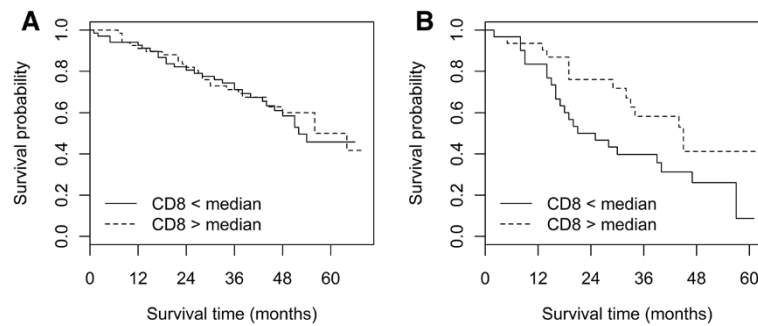 A
Survival probability
1.0
0.8
0.6
0.4
0.2
0.0
CD8 < median
CD8 > median
0 12 24 36 48 60
Survival time (months)
B
Survival probability
1.0
0.8
0.6
0.4
0.2
0.0
CD8 < median
CD8 > median
0 12 24 36 48 60
Survival time (months)